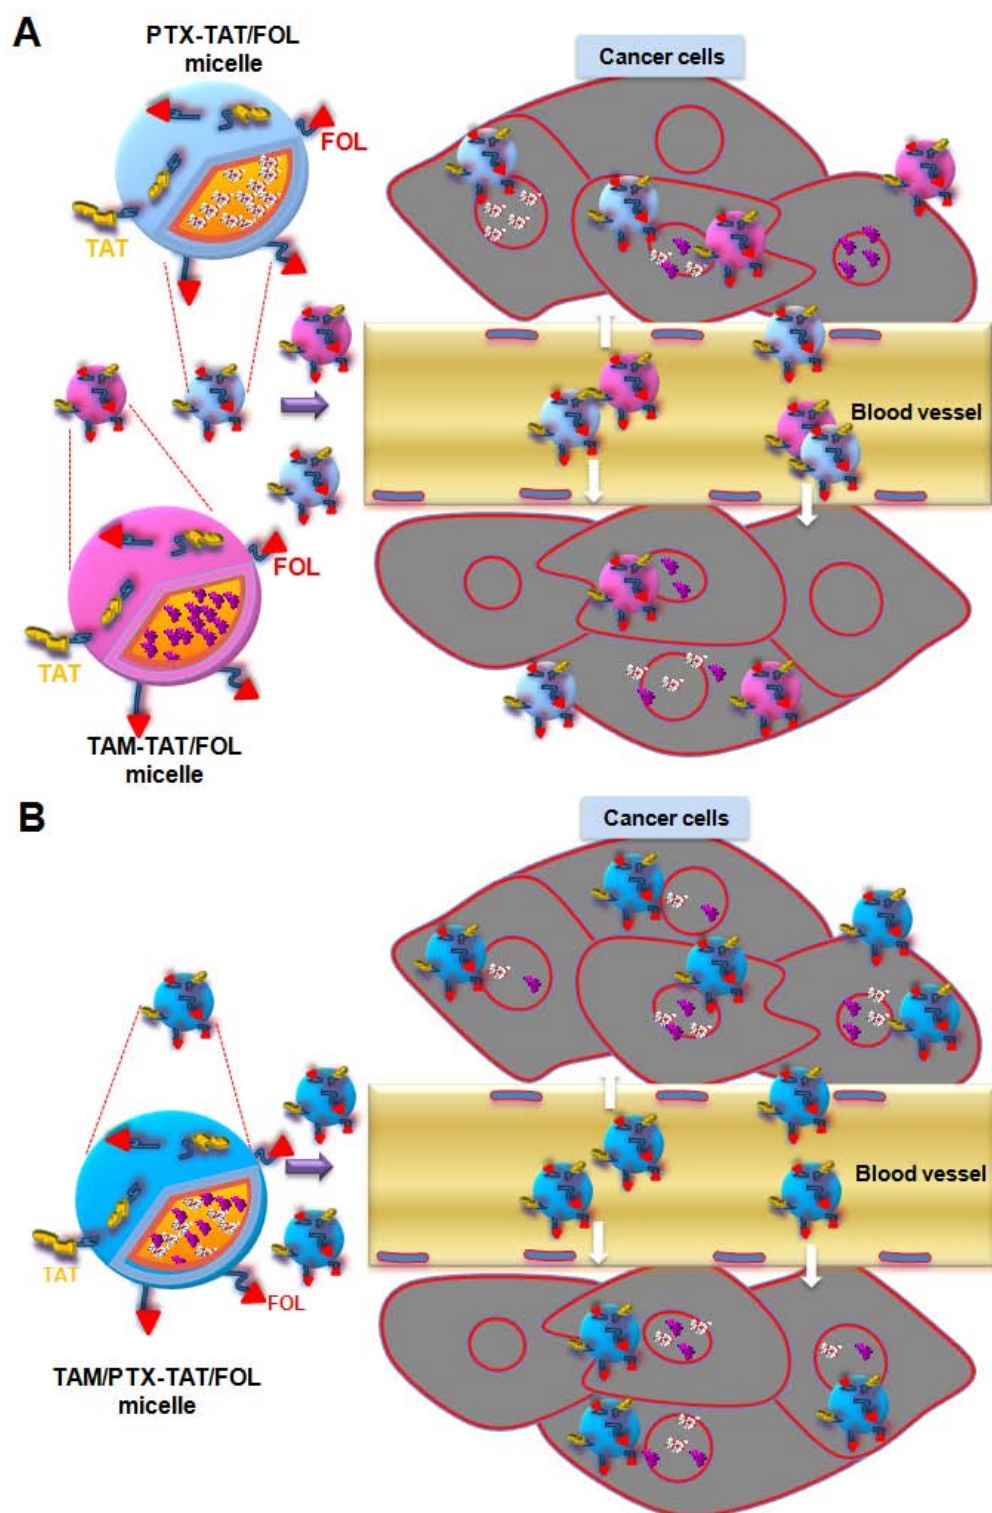 A
PTX-TAT/FOL
micelle
Cancer cells
FOL
TAT
Blood vessel
FOL
TAT
TAM-TAT/FOL
micelle
B
Cancer cells
Blood vessel
TAT
FOL
TAM/PTX-TAT/FOL
micelle